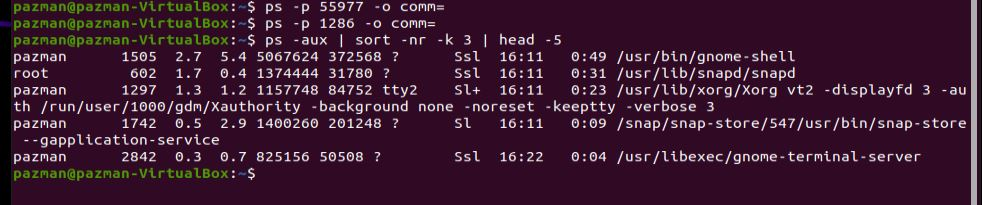 pazman@pazman-VirtualBox:~$ ps -p 55977 -o comm=
pazman@pazman-VirtualBox:~$ ps -p 1286 -o comm=
pazman@pazman-VirtualBox:~$ ps -aux | sort -nr -k 3 | head -5
pazman      1505  2.7  5.4 5067624 372568 ?      Ssl  16:11   0:49 /usr/bin/gnome-shell
root         602  1.7  0.4 1374444 31780 ?       Ssl  16:11   0:31 /usr/lib/snapd/snapd
pazman      1297  1.3  1.2 1157748 84752 tty2    Sl+  16:11   0:23 /usr/lib/xorg/Xorg vt2 -displayfd 3 -au
th /run/user/1000/gdm/Xauthority -background none -noreset -keeptty -verbose 3
pazman      1742  0.5  2.9 1400260 201248 ?      Sl   16:11   0:09 /snap/snap-store/547/usr/bin/snap-store
 --gapplication-service
pazman      2842  0.3  0.7 825156 50508 ?        Ssl  16:22   0:04 /usr/libexec/gnome-terminal-server
pazman@pazman-VirtualBox:~$